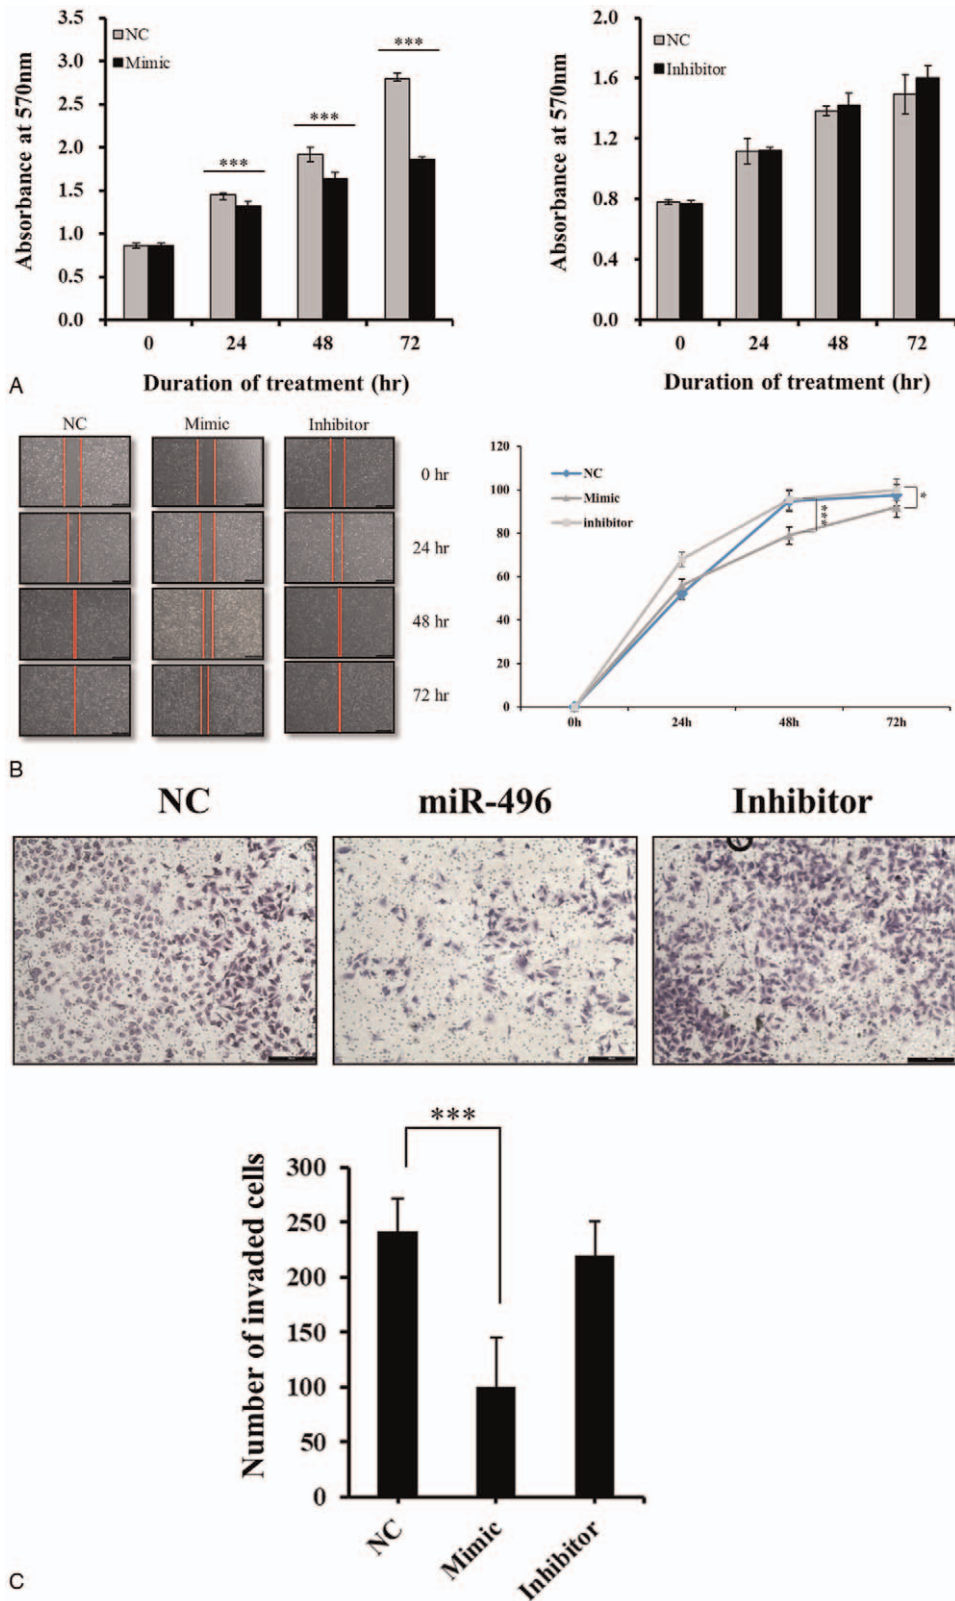 3.5
3.0
2.5
2.0
1.5
1.0
0.5
0.0
Absorbance at 570nm
NC
Mimic
***
***
***
0 24 48 72
Duration of treatment (hr)
2.0
1.6
1.2
0.8
0.4
0.0
Absorbance at 570nm
NC
Inhibitor
0 24 48 72
Duration of treatment (hr)
A
NC Mimic Inhibitor
0 hr
24 hr
48 hr
72 hr
120
100
80
60
40
20
0
NC
Mimic
inhibitor
***
*
0h 24h 48h 72h
B
NC miR-496 Inhibitor
***
300
250
200
150
100
50
0
Number of invaded cells
NC Mimic Inhibitor
C